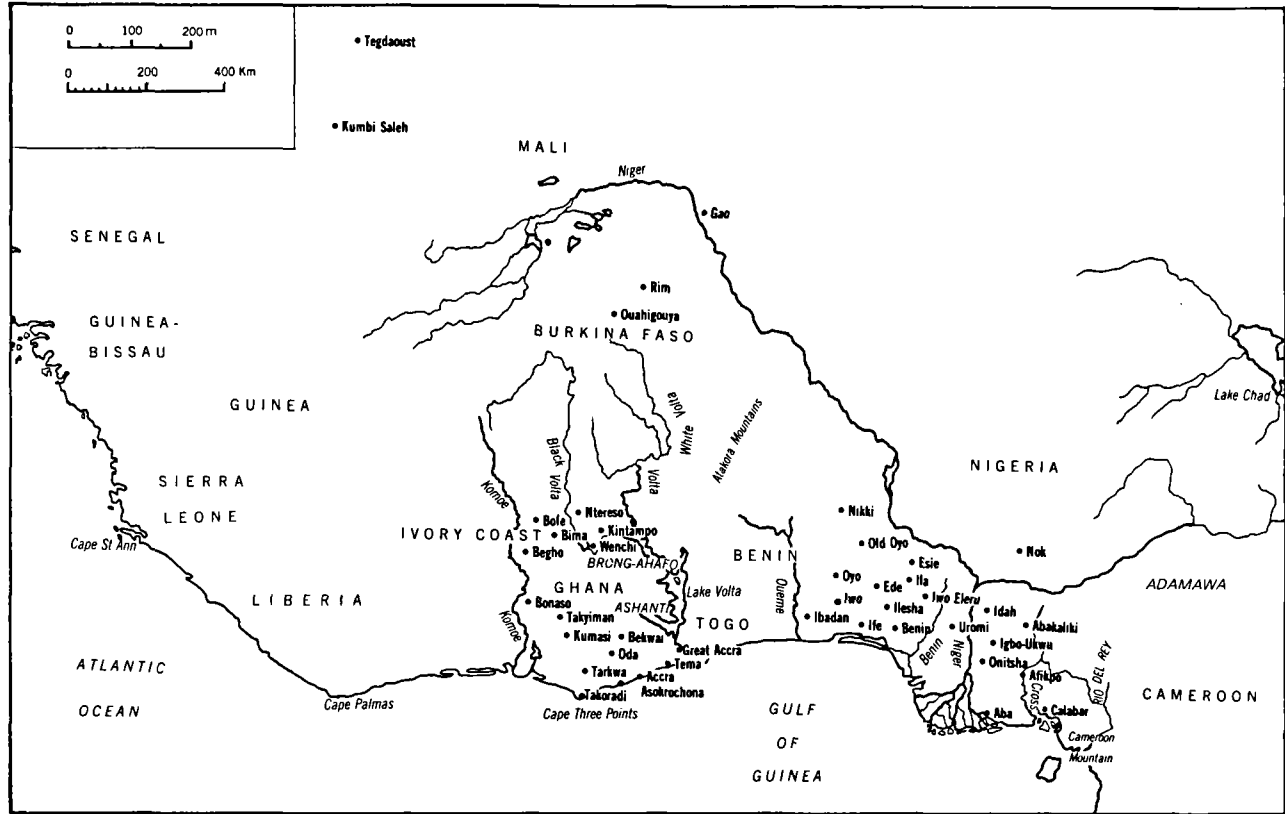 0 100 200 m
0 200 400 Km
Tegdaoust
Kumbi Saleh
MALI
Niger
Gao
SENEGAL
Rim
Ouahigouya
GUINEA-
BISSAU
BURKINA FASO
Lake Chad
GUINEA
White Volta
Atakora Mountains
Black Volta
Volta
NIGERIA
SIERRA
LEONE
Komoe
Cape St Ann
IVORY COAST
Bole
Ntereso
Bima
Kintampo
Begho
Wenchi
BRONG-AHAFO
BENIN
Nikki
Old Oyo
Esie
Nok
ADAMAWA
LIBERIA
GHANA
Lake Volta
Oueme
Oyo
Ede
Ila
Iwo
Iwo Eleru
Bonaso
ASHANTI
TOGO
Ibadan
Ilesha
Idah
Takyiman
Ife
Benin
Uromi
Abakaliki
Komoe
Kumasi
Bekwai
Benin
Niger
Igbo-Ukwu
Oda
Great Accra
Onitsha
ATLANTIC
OCEAN
Tarkwa
Tema
Afikpo
Accra
Asokrochona
Cross
RIO DEL REY
CAMEROON
Cape Palmas
Takoradi
Cape Three Points
GULF
OF
GUINEA
Aba
Calabar
Cameroon
Mountain